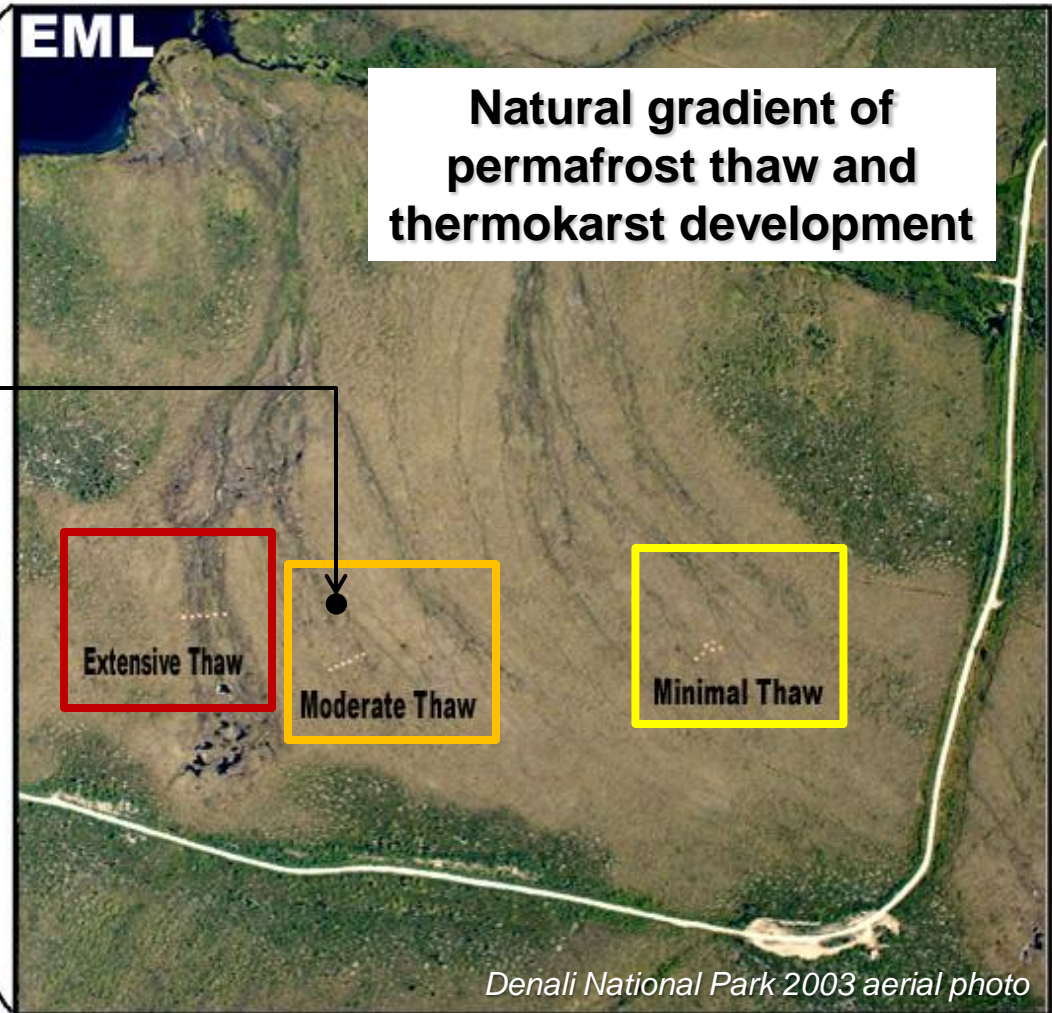 EML
Natural gradient of
permafrost thaw and
thermokarst development
Extensive Thaw
Moderate Thaw
Minimal Thaw
Denali National Park 2003 aerial photo